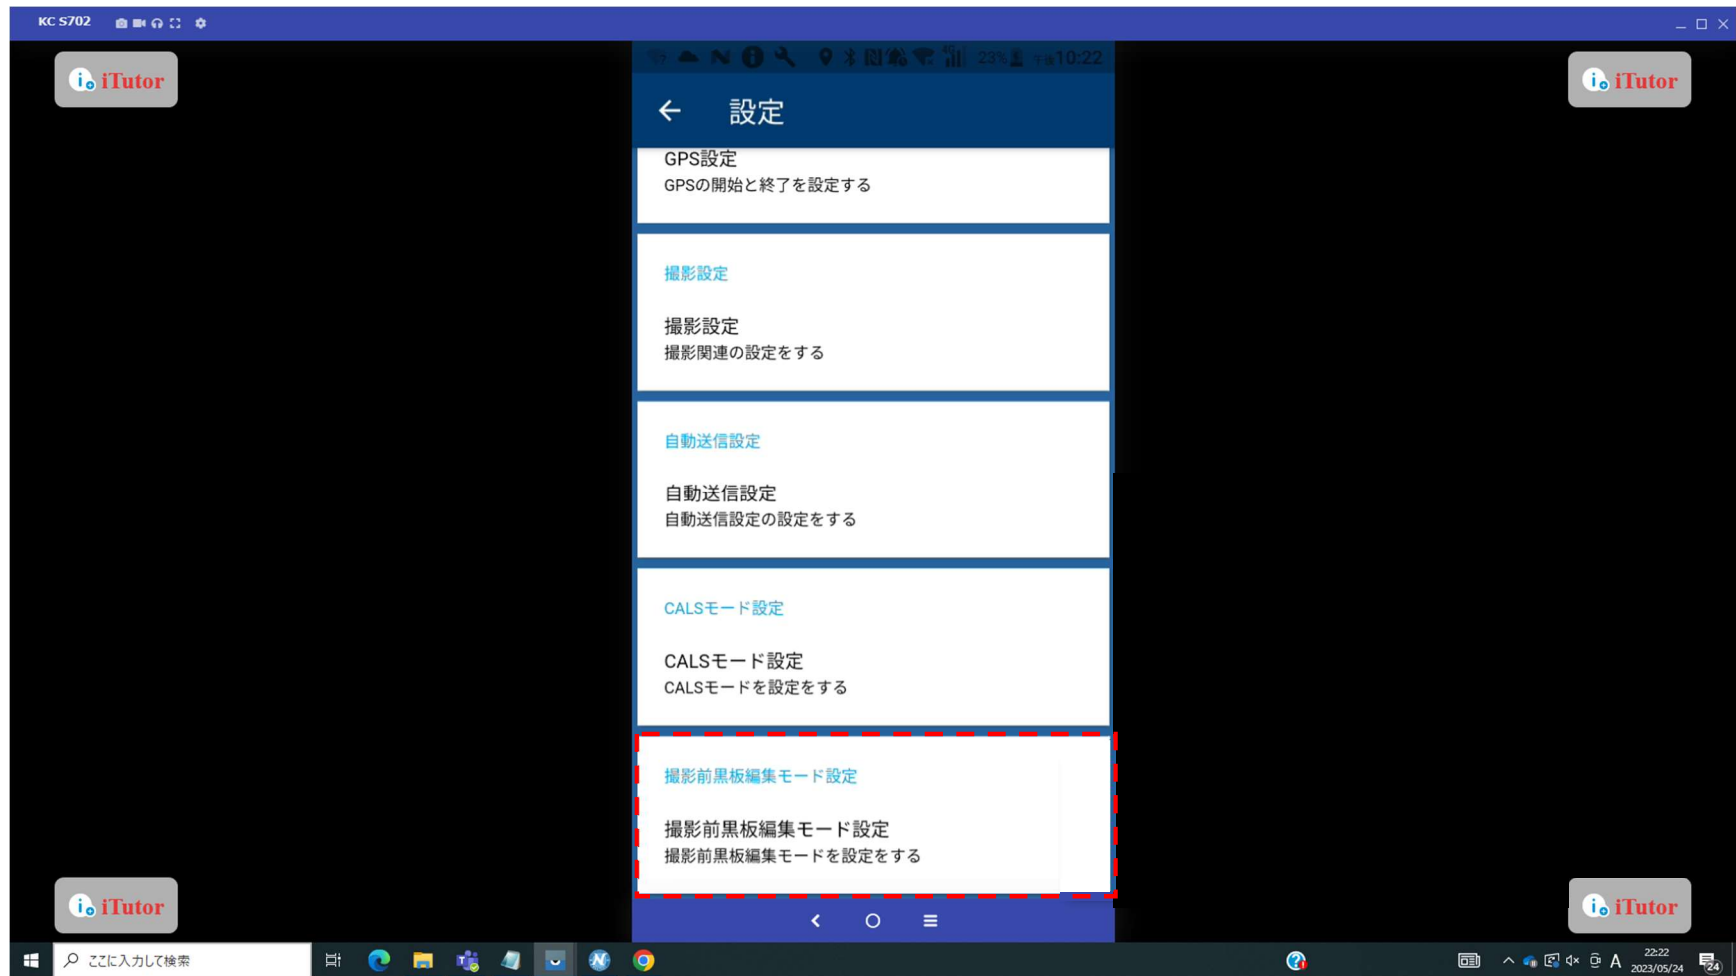 KC S702
iTutor
iTutor
23% 午後10:22
設定
GPS設定
GPSの開始と終了を設定する
撮影設定
撮影設定
撮影関連の設定をする
自動送信設定
自動送信設定
自動送信設定の設定をする
CALSモード設定
CALSモード設定
CALSモードを設定をする
撮影前黒板編集モード設定
撮影前黒板編集モード設定
撮影前黒板編集モードを設定をする
iTutor
iTutor
ここに入力して検索
A
22:22
2023/05/24
24